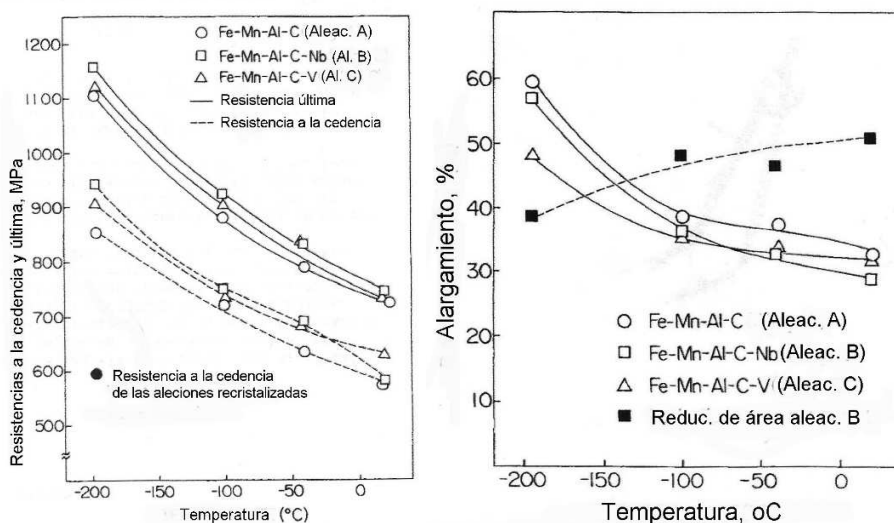 1200
1100
1000
900
800
700
600
500
Resistencias a la cedencia y última, MPa
○ Fe-Mn-Al-C (Aleac. A)
□ Fe-Mn-Al-C-Nb (Al. B)
△ Fe-Mn-Al-C-V (Al. C)
Resistencia última
Resistencia a la cedencia
● Resistencia a la cedencia
de las aleciones recristalizadas
-200 -150 -100 -50 0
Temperatura (°C)
60
50
40
30
20
10
Alargamiento, %
○ Fe-Mn-Al-C (Aleac. A)
□ Fe-Mn-Al-C-Nb (Aleac. B)
△ Fe-Mn-Al-C-V (Aleac. C)
■ Reduc. de área aleac. B
-200 -150 -100 -50 0
Temperatura, oC